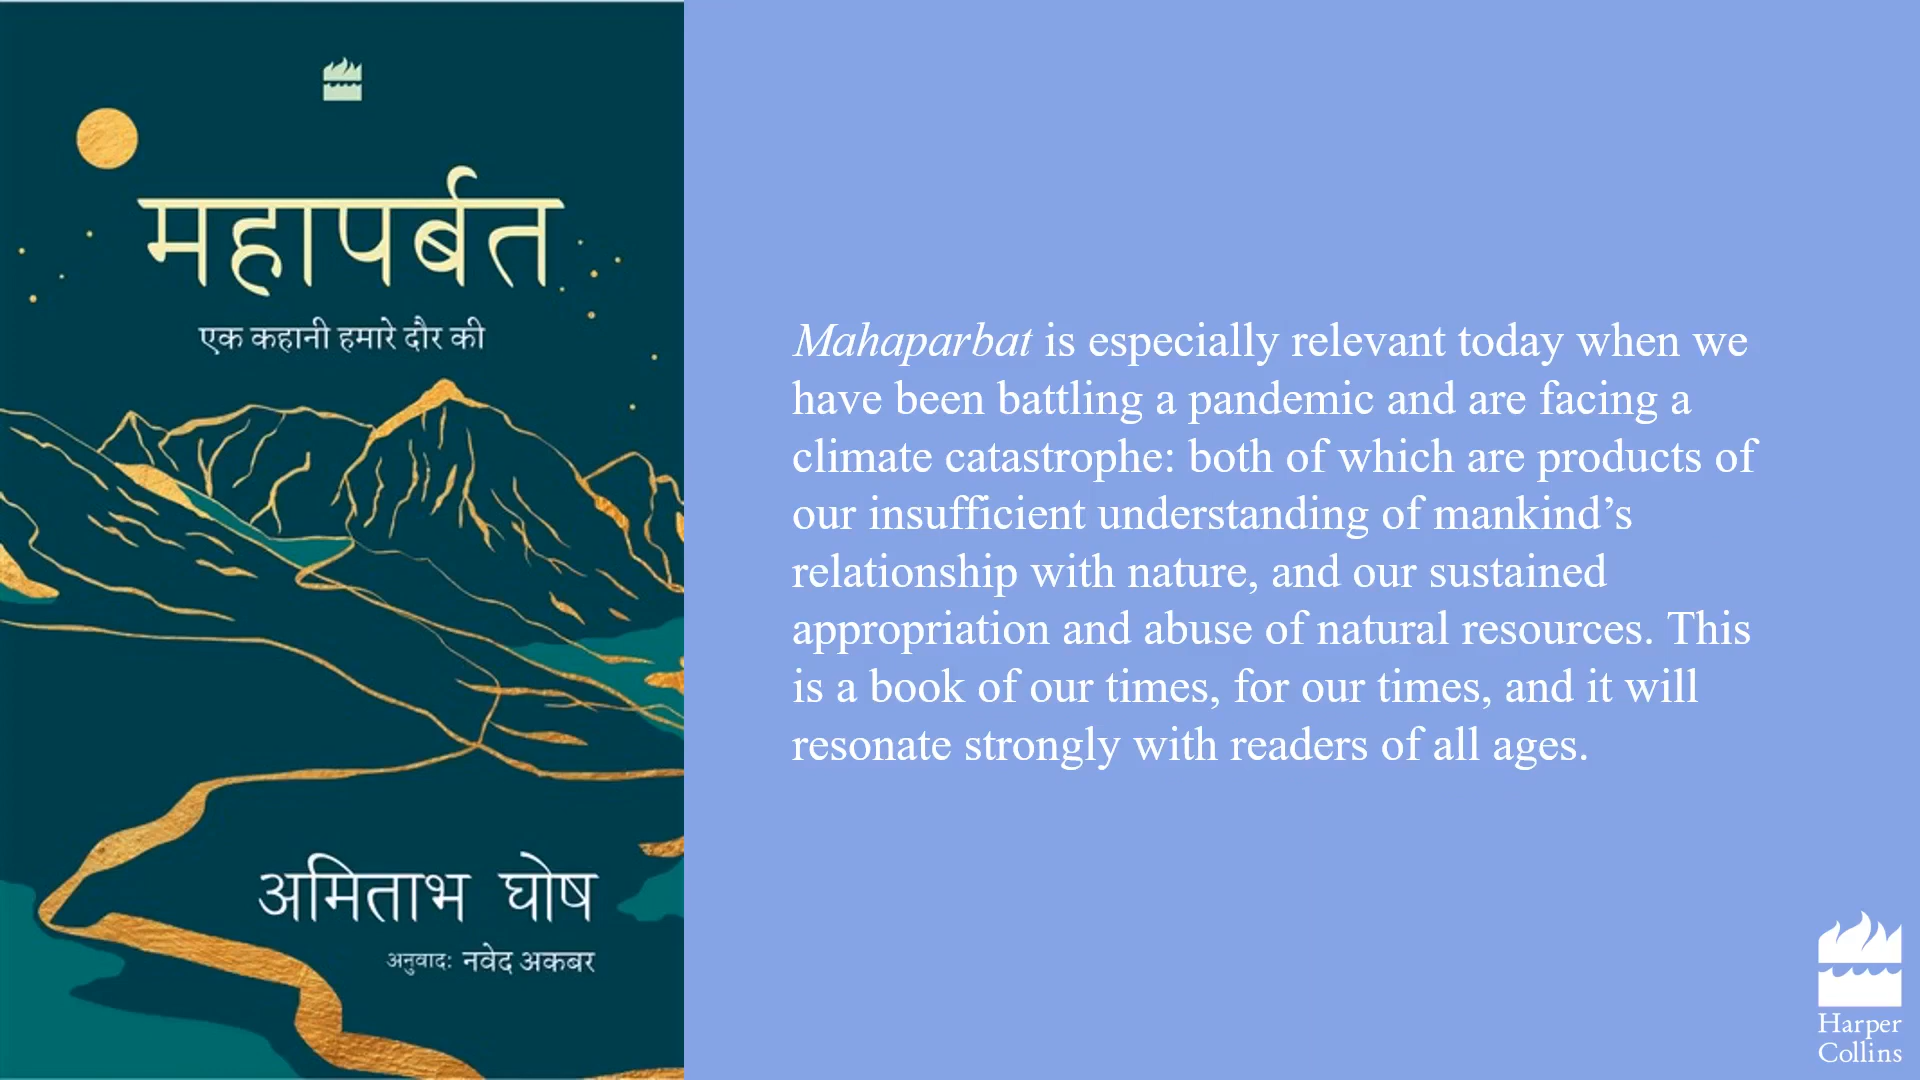 महापर्बत
एक कहानी हमारे दौर की
अमिताभ घोष
अनुवाद: नवेद अकबर
Mahaparbat is especially relevant today when we
have been battling a pandemic and are facing a
climate catastrophe: both of which are products of
our insufficient understanding of mankind’s
relationship with nature, and our sustained
appropriation and abuse of natural resources. This
is a book of our times, for our times, and it will
resonate strongly with readers of all ages.
Harper
Collins